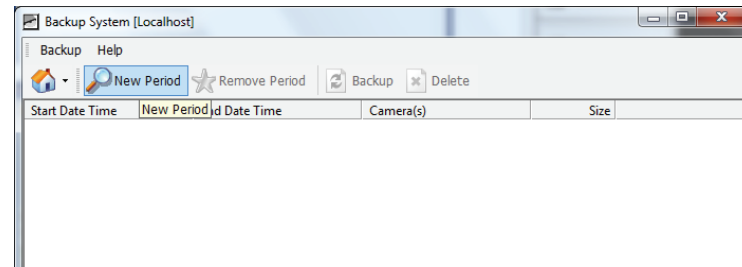 Backup System [Localhost]
Backup Help
New Period Remove Period Backup Delete
Start Date Time New Period d Date Time Camera(s) Size